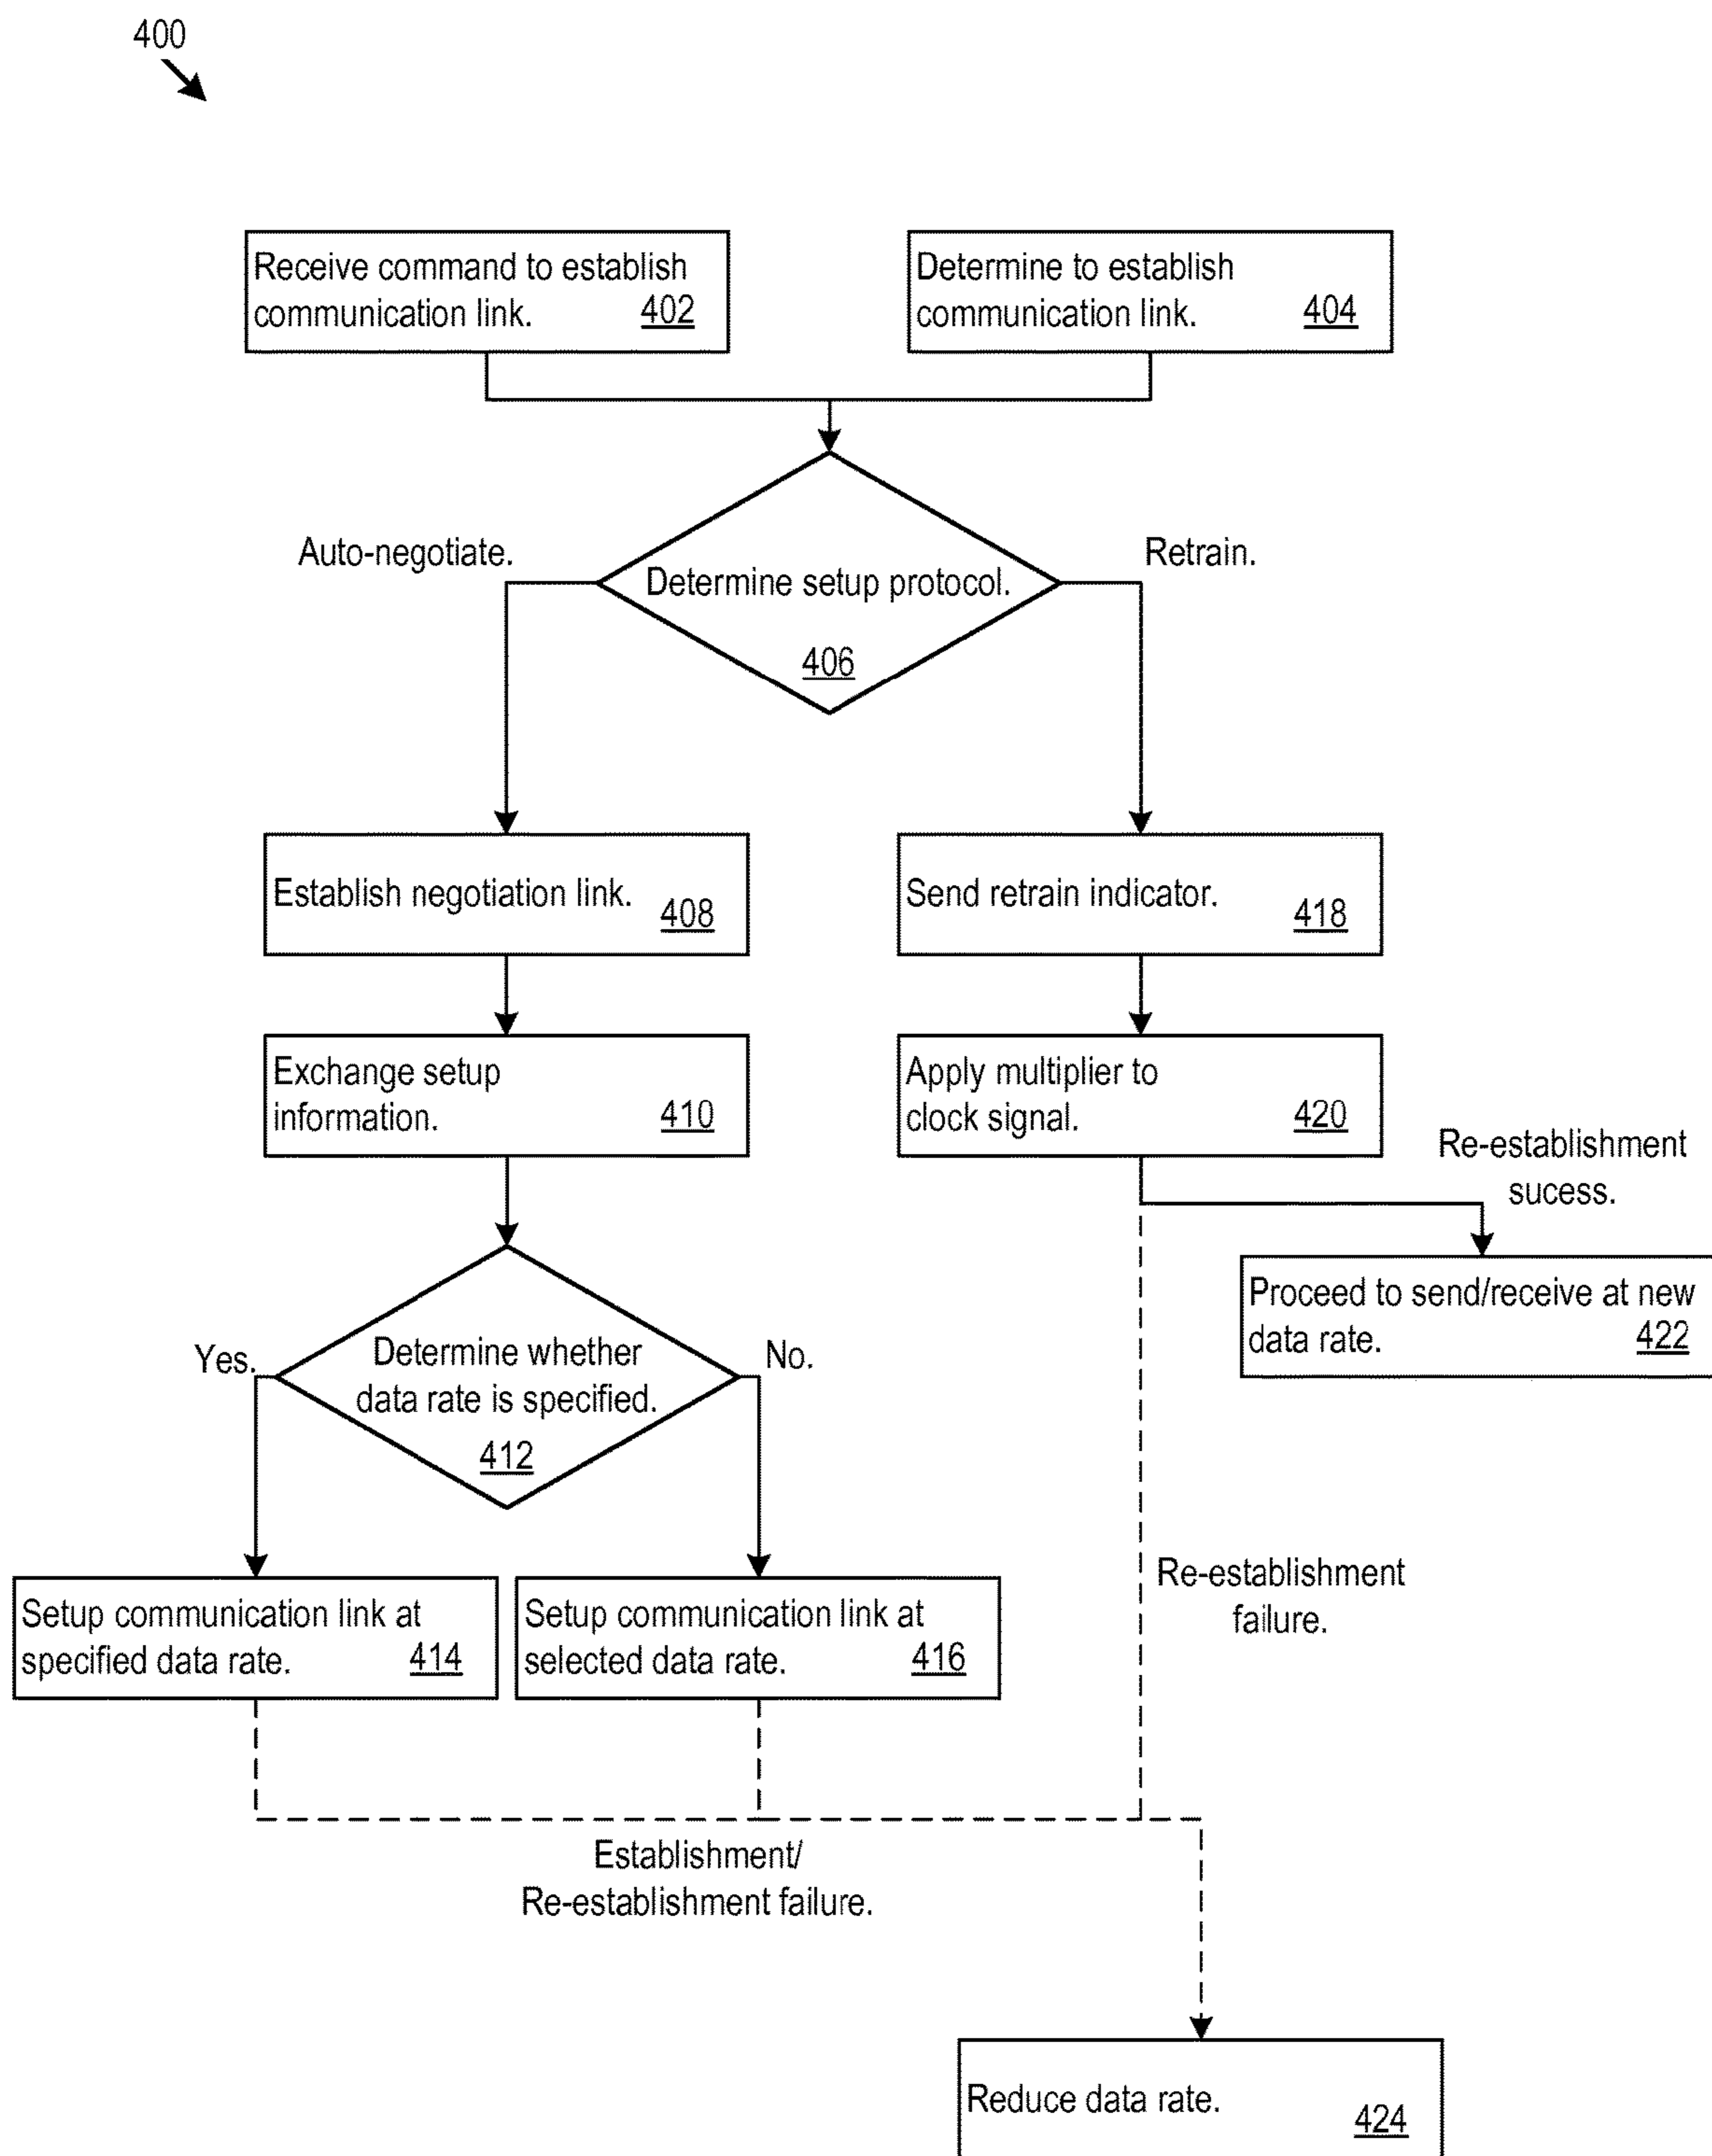 400
Receive command to establish
communication link. 402
Determine to establish
communication link. 404
Auto-negotiate.
Retrain.
Determine setup protocol.
406
Establish negotiation link. 408
Send retrain indicator. 418
Exchange setup
information. 410
Apply multiplier to
clock signal. 420
Re-establishment
sucess.
Proceed to send/receive at new
data rate. 422
Yes.
Determine whether
data rate is specified.
412
No.
Setup communication link at
specified data rate. 414
Setup communication link at
selected data rate. 416
Re-establishment
failure.
Establishment/
Re-establishment failure.
Reduce data rate. 424